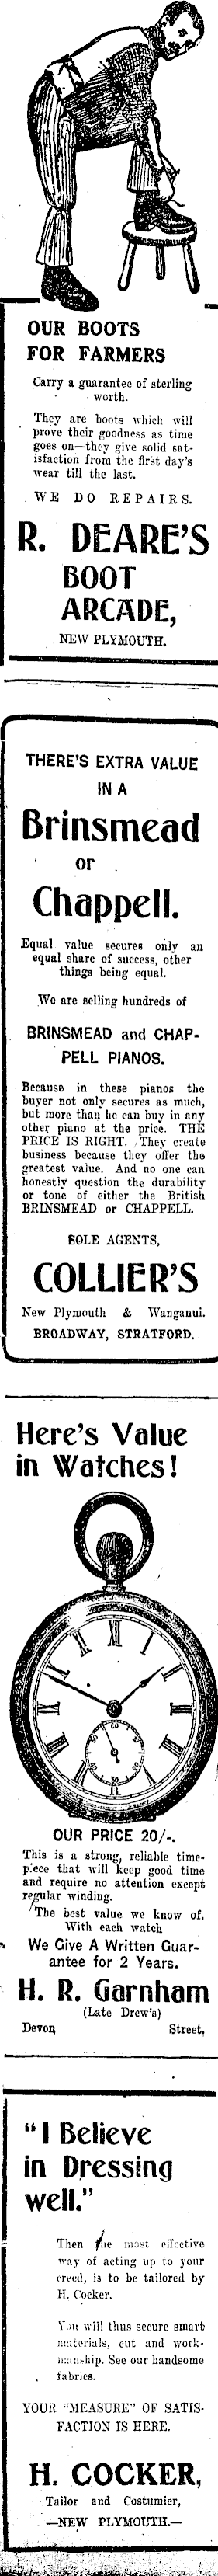 OUR BOOTS
FOR FARMERS
Carry a guarantee of sterling
worth.
They are boots which will
prove their goodness as time
goes on—they give solid sat-
isfaction from the first day's
wear till the last.
WE DO REPAIRS.
R. DEARE'S
BOOT
ARCADE,
NEW PLYMOUTH.
THERE'S EXTRA VALUE
IN A
Brinsmead
or
Chappell.
Equal value secures only an
equal share of success, other
things being equal.
We are selling hundreds of
BRINSMEAD and CHAP-
PELL PIANOS.
Because in these pianos the
buyer not only secures as much,
but more than he can buy in any
other piano at the price. THE
PRICE IS RIGHT. They create
business because they offer the
greatest value. And no one can
honestly question the durability
or tone of either the British
BRINSMEAD or CHAPPELL.
SOLE AGENTS,
COLLIER'S
New Plymouth & Wanganui.
BROADWAY, STRATFORD.
Here's Value
in Watches!
OUR PRICE 20/-.
This is a strong, reliable time-
piece that will keep good time
and require no attention except
regular winding.
The best value we know of.
With each watch
We Give A Written Guar-
antee for 2 Years.
H. R. Garnham
(Late Drew's)
Devon Street.
"I Believe
in Dressing
well."
Then the most effective
way of acting up to your
creed, is to be tailored by
H. Cocker.
You will thus secure smart
materials, cut and work-
manship. See our handsome
fabrics.
YOUR "MEASURE" OF SATIS-
FACTION IS HERE.
H. COCKER,
Tailor and Costumier,
—NEW PLYMOUTH.—